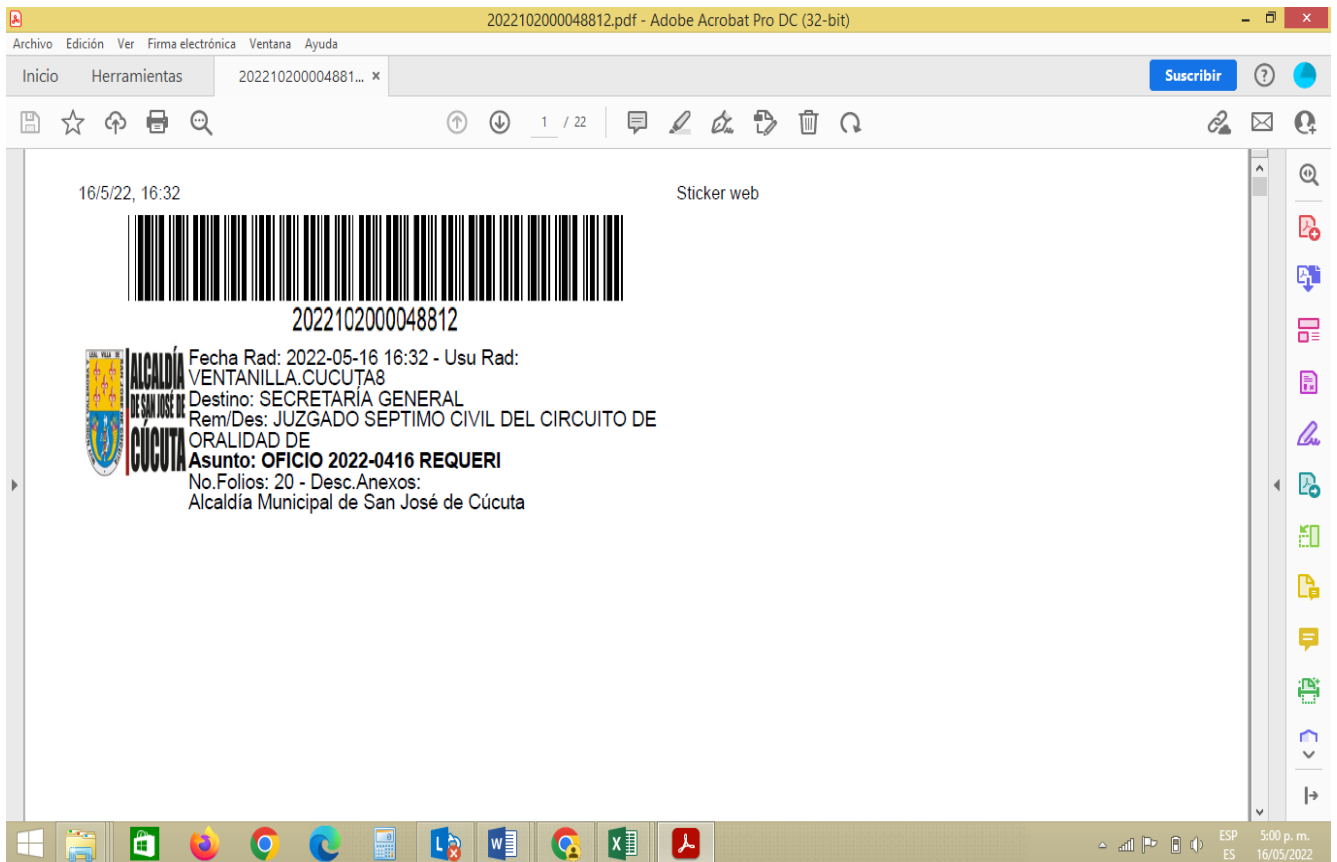 2022102000048812.pdf - Adobe Acrobat Pro DC (32-bit)
Archivo Edición Ver Firma electrónica Ventana Ayuda
Inicio Herramientas 202210200004881... × Suscribir
1 / 22
16/5/22, 16:32 Sticker web
2022102000048812
ALCALDÍA
DE SAN JOSÉ DE
CÚCUTA
Fecha Rad: 2022-05-16 16:32 - Usu Rad:
VENTANILLA.CUCUTA8
Destino: SECRETARÍA GENERAL
Rem/Des: JUZGADO SEPTIMO CIVIL DEL CIRCUITO DE
ORALIDAD DE
Asunto: OFICIO 2022-0416 REQUERI
No.Folios: 20 - Desc.Anexos:
Alcaldía Municipal de San José de Cúcuta
ESP 5:00 p. m.
ES 16/05/2022